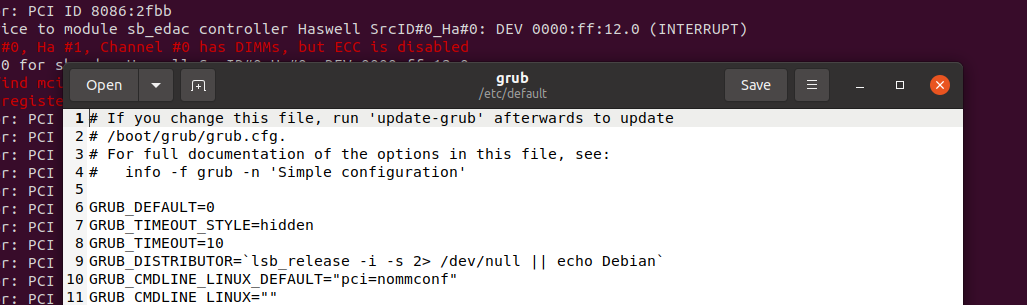 r: PCI ID 8086:2fbb
ice to module sb_edac controller Haswell SrcID#0_Ha#0: DEV 0000:ff:12.0 (INTERRUPT)
#0, Ha #1, Channel #0 has DIMMs, but ECC is disabled
0 for
ind mci
registe
r: PCI
r: PCI
r: PCI
r: PCI
r: PCI
r: PCI
r: PCI
r: PCI
r: PCI
r: PCI
r: PCI
Open
grub
/etc/default
Save
1 # If you change this file, run 'update-grub' afterwards to update
2 # /boot/grub/grub.cfg.
3 # For full documentation of the options in this file, see:
4 #   info -f grub -n 'Simple configuration'
5
6 GRUB_DEFAULT=0
7 GRUB_TIMEOUT_STYLE=hidden
8 GRUB_TIMEOUT=10
9 GRUB_DISTRIBUTOR=`lsb_release -i -s 2> /dev/null || echo Debian`
10 GRUB_CMDLINE_LINUX_DEFAULT="pci=nommconf"
11 GRUB_CMDLINE_LINUX=""